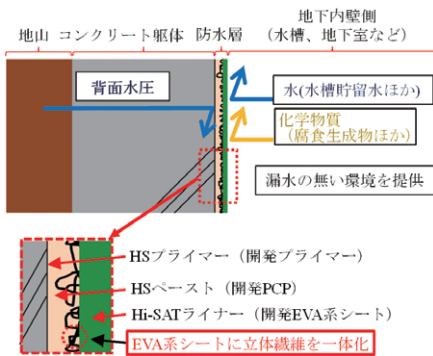 地下内壁側
地山 コンクリート躯体 防水層 (水槽、地下室など)
背面水圧
水(水槽貯留水ほか)
化学物質
(腐食生成物ほか)
漏水の無い環境を提供
HSプライマー(開発プライマー)
HSペースト(開発PCP)
Hi-SATライナー(開発EVA系シート)
EVA系シートに立体繊維を一体化